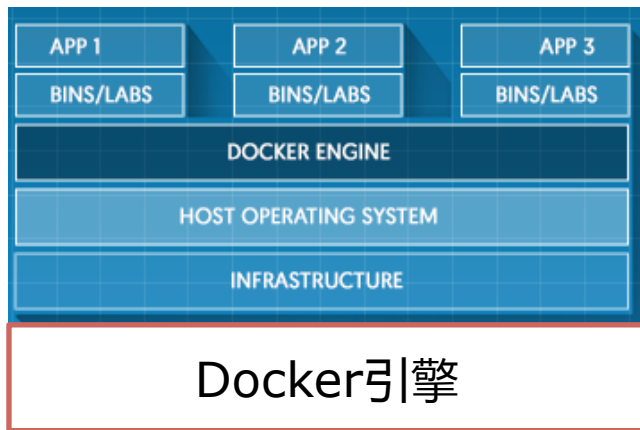 APP 1 APP 2 APP 3
BINS/LABS BINS/LABS BINS/LABS
DOCKER ENGINE
HOST OPERATING SYSTEM
INFRASTRUCTURE
Docker引擎